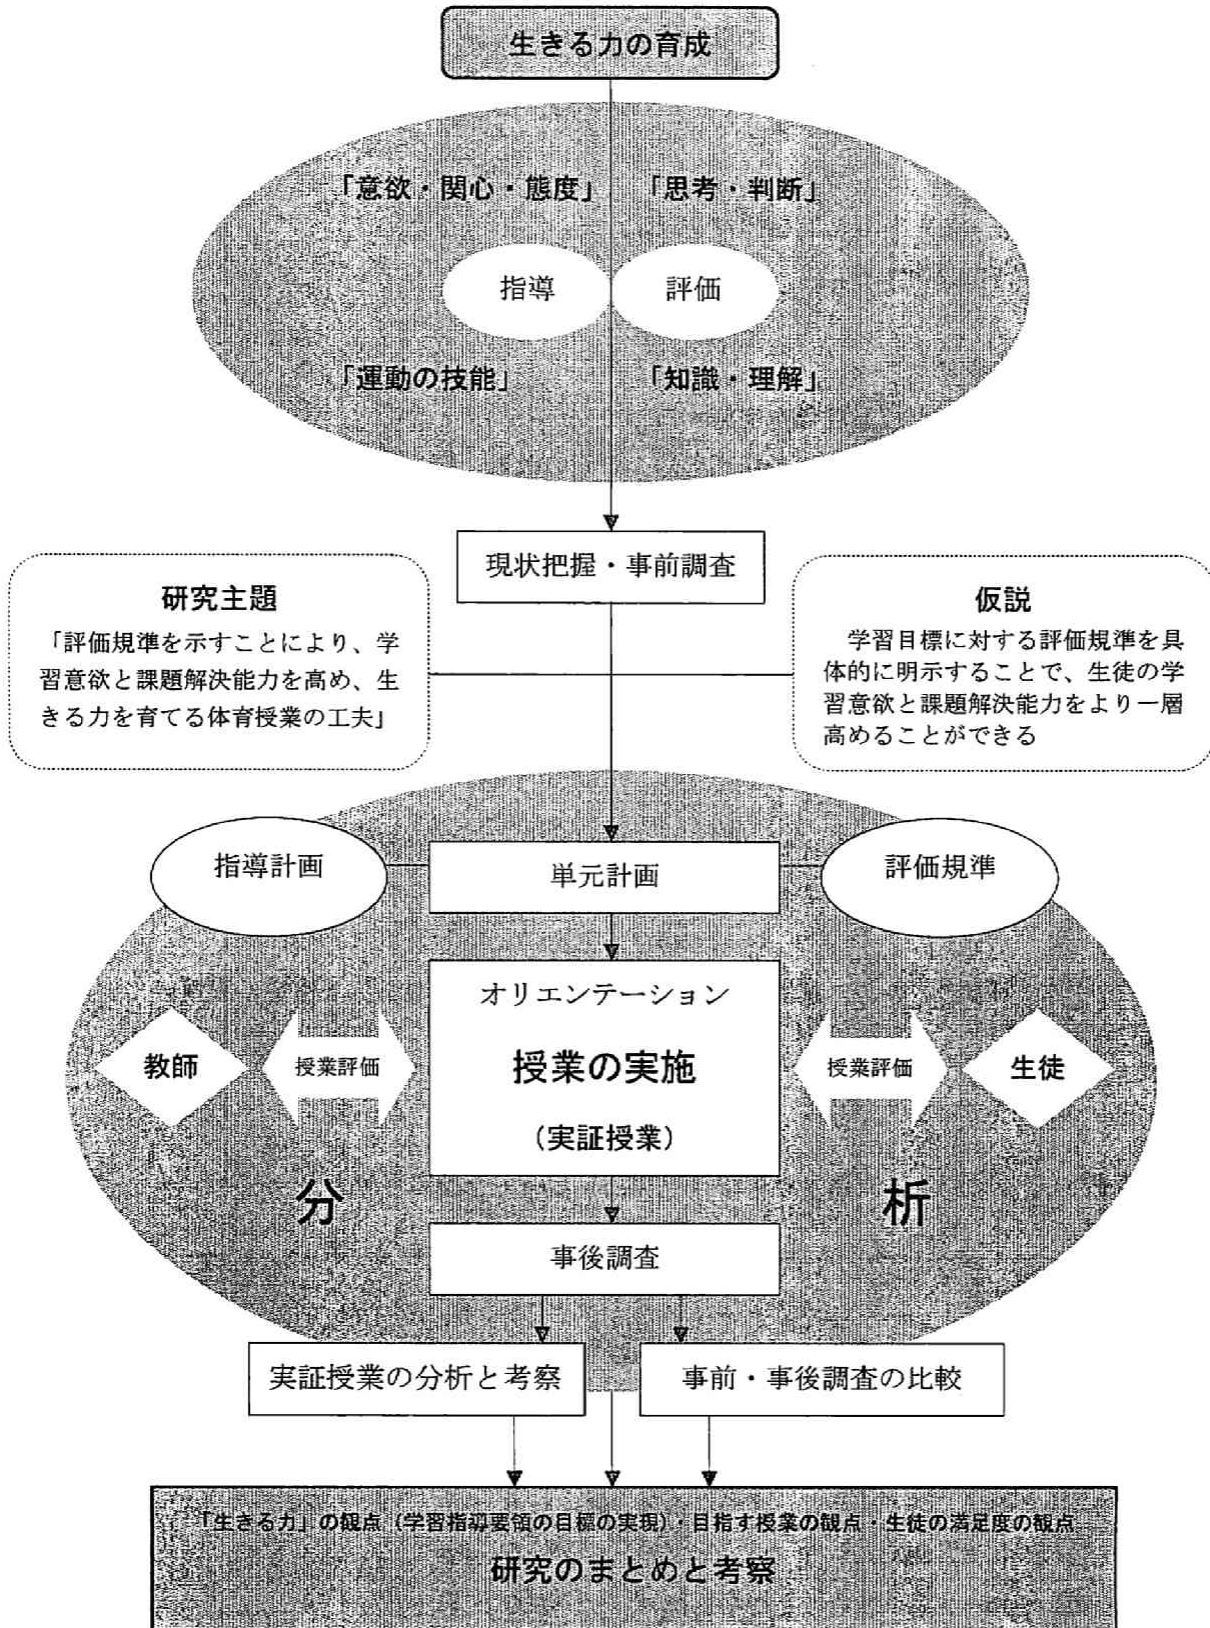 生きる力の育成
「意欲・関心・態度」
「思考・判断」
指導
評価
「運動の技能」
「知識・理解」
現状把握・事前調査
研究主題
「評価規準を示すことにより、学
習意欲と課題解決能力を高め、生
きる力を育てる体育授業の工夫」
仮説
学習目標に対する評価規準を具
体的に明示することで、生徒の学
習意欲と課題解決能力をより一層
高めることができる
指導計画
単元計画
評価規準
オリエンテーション
授業の実施
（実証授業）
教師
授業評価
授業評価
生徒
分
析
事後調査
実証授業の分析と考察
事前・事後調査の比較
「生きる力」の観点（学習指導要領の目標の実現）・目指す授業の観点・生徒の満足度の観点
研究のまとめと考察